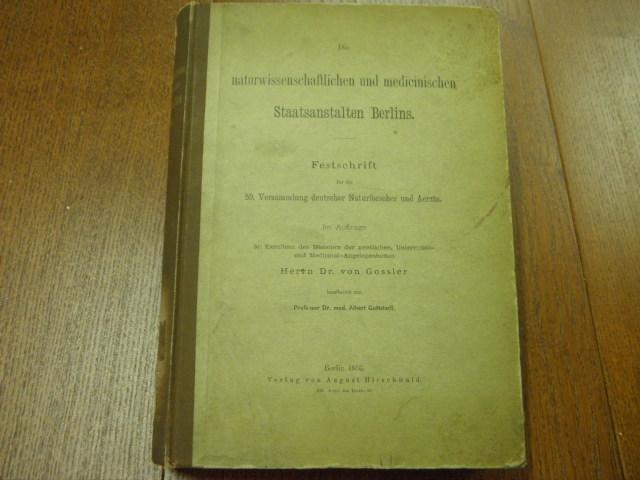 Die
naturwissenschaftlichen und medicinischen
Staatsanstalten Berlins.
Festschrift
für die
59. Versammlung deutscher Naturforscher und Aerzte.
Im Auftrage
Sr. Excellenz des Ministers der geistlichen, Unterrichts-
und Medicinal-Angelegenheiten
Herrn Dr. von Gossler
bearbeitet von
Professor Dr. med. Albert Guttstadt.
Berlin 1886.
Verlag von August Hirschwald.